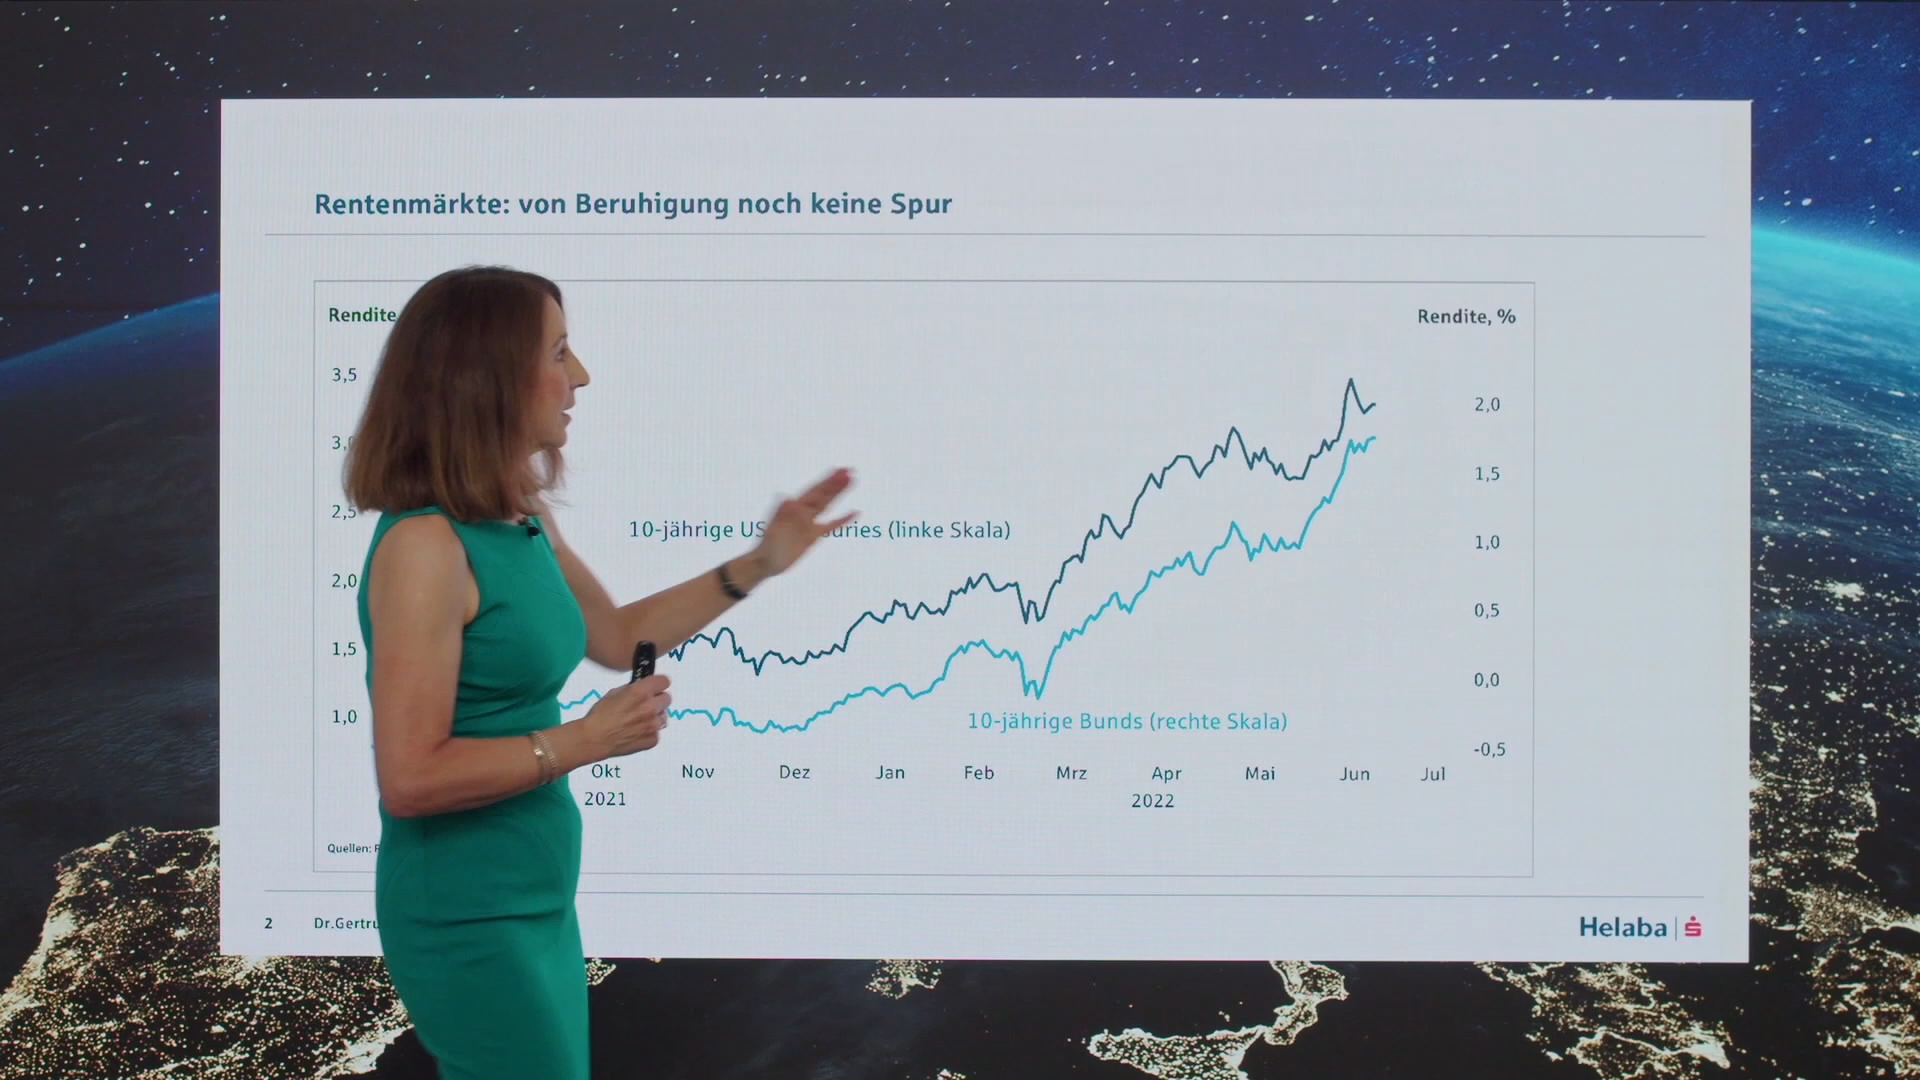 Rentenmärkte: von Beruhigung noch keine Spur
Rendite
Rendite, %
3,5
2,0
1,5
2,5
10-jährige (linke Skala)
1,0
2,0
0,5
1,5
0,0
1,0
10-jährige Bunds (rechte Skala)
-0,5
Okt Nov Dez Jan Feb Mrz Apr Mai Jun Jul
2021 2022
Quellen:
2 Helaba